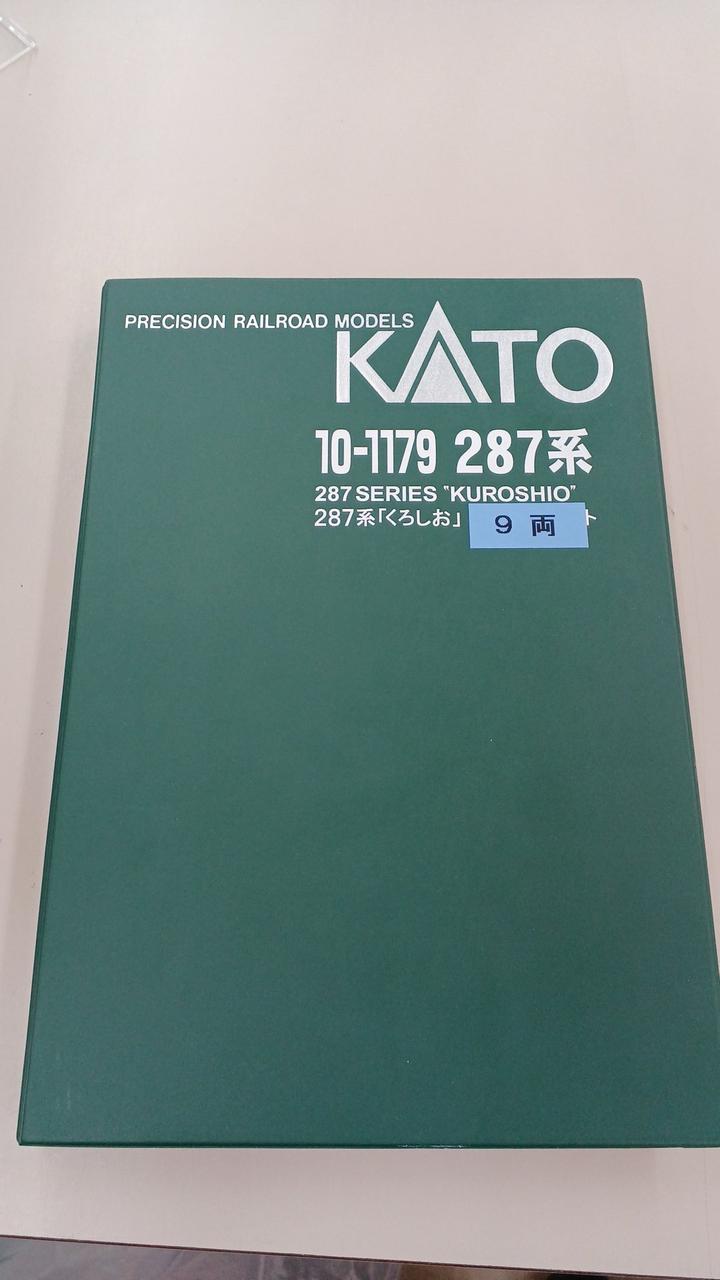 PRECISION RAILROAD MODELS
KATO
10-1179 287系
287 SERIES "KUROSHIO"
287系「くろしお」 9 両 ト